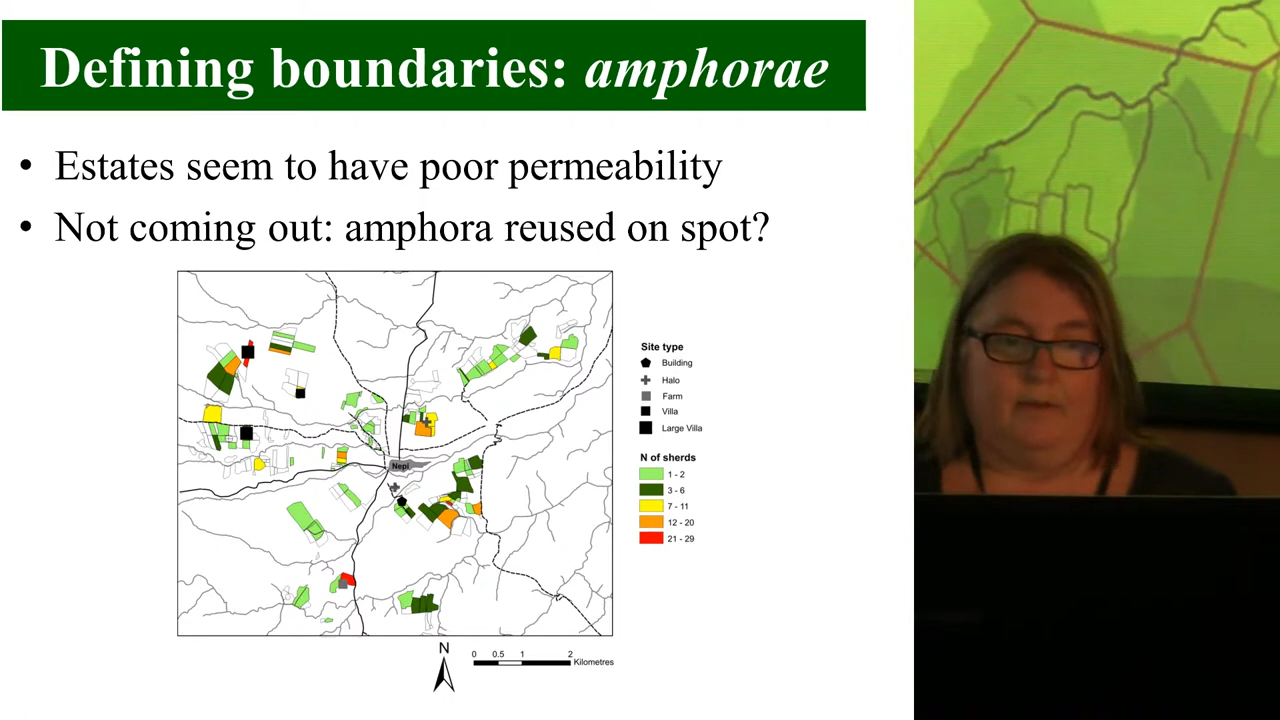 Defining boundaries: amphorae
• Estates seem to have poor permeability
• Not coming out: amphora reused on spot?
Nepi
Site type
Building
Halo
Farm
Villa
Large Villa
N of sherds
1 - 2
3 - 6
7 - 11
12 - 20
21 - 29
N
0 0.5 1 2
Kilometres